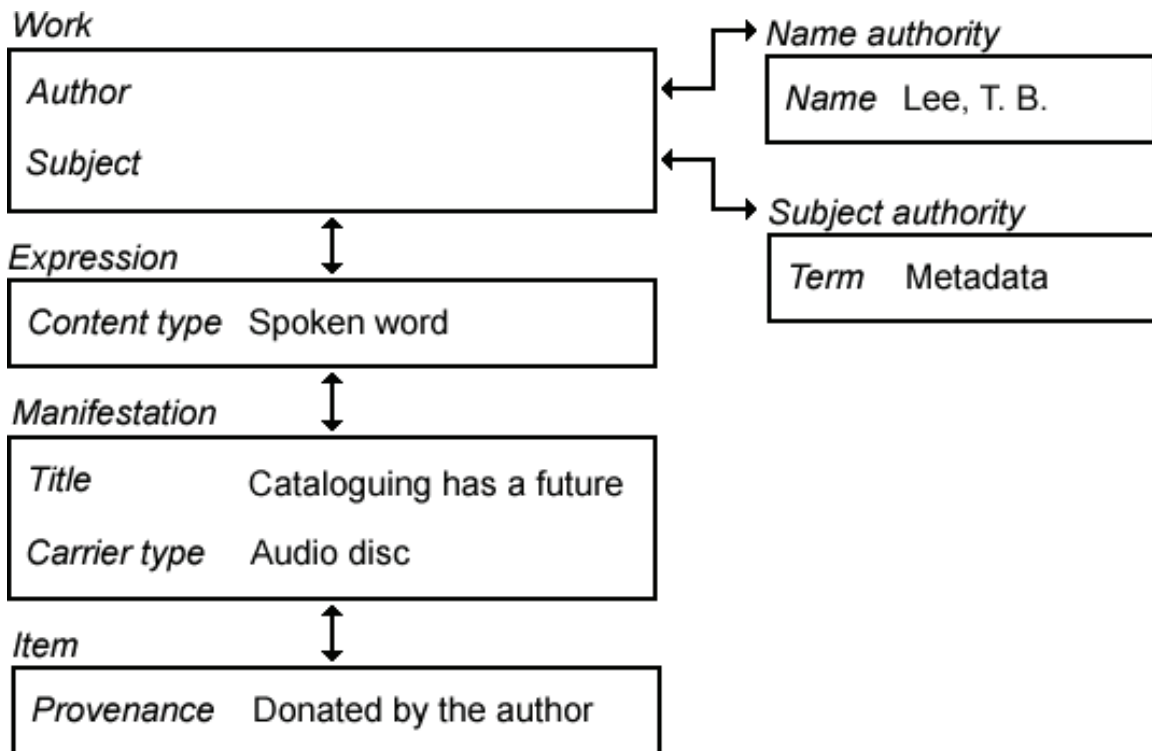 Work
Author
Subject
Name authority
Name Lee, T. B.
Subject authority
Term Metadata
Expression
Content type Spoken word
Manifestation
Title Cataloguing has a future
Carrier type Audio disc
Item
Provenance Donated by the author